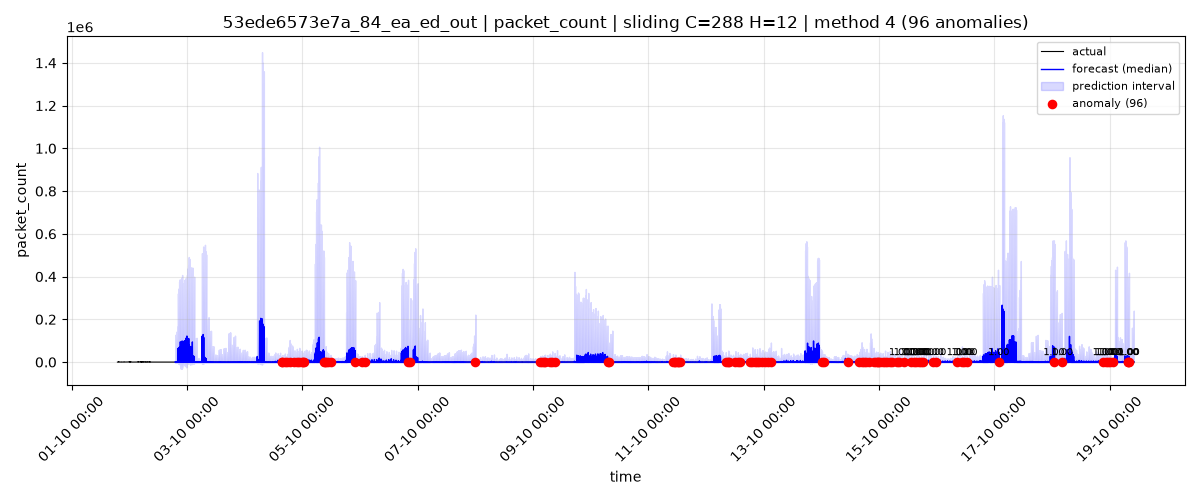 53ede6573e7a_84_ea_ed_out | packet_count | sliding C=288 H=12 | method 4 (96 anomalies)
1e6
actual
forecast (median)
prediction interval
anomaly (96)
packet_count
1.4
1.2
1.0
0.8
0.6
0.4
0.2
0.0
01-10 00:00
03-10 00:00
05-10 00:00
07-10 00:00
09-10 00:00
11-10 00:00
13-10 00:00
15-10 00:00
17-10 00:00
19-10 00:00
time